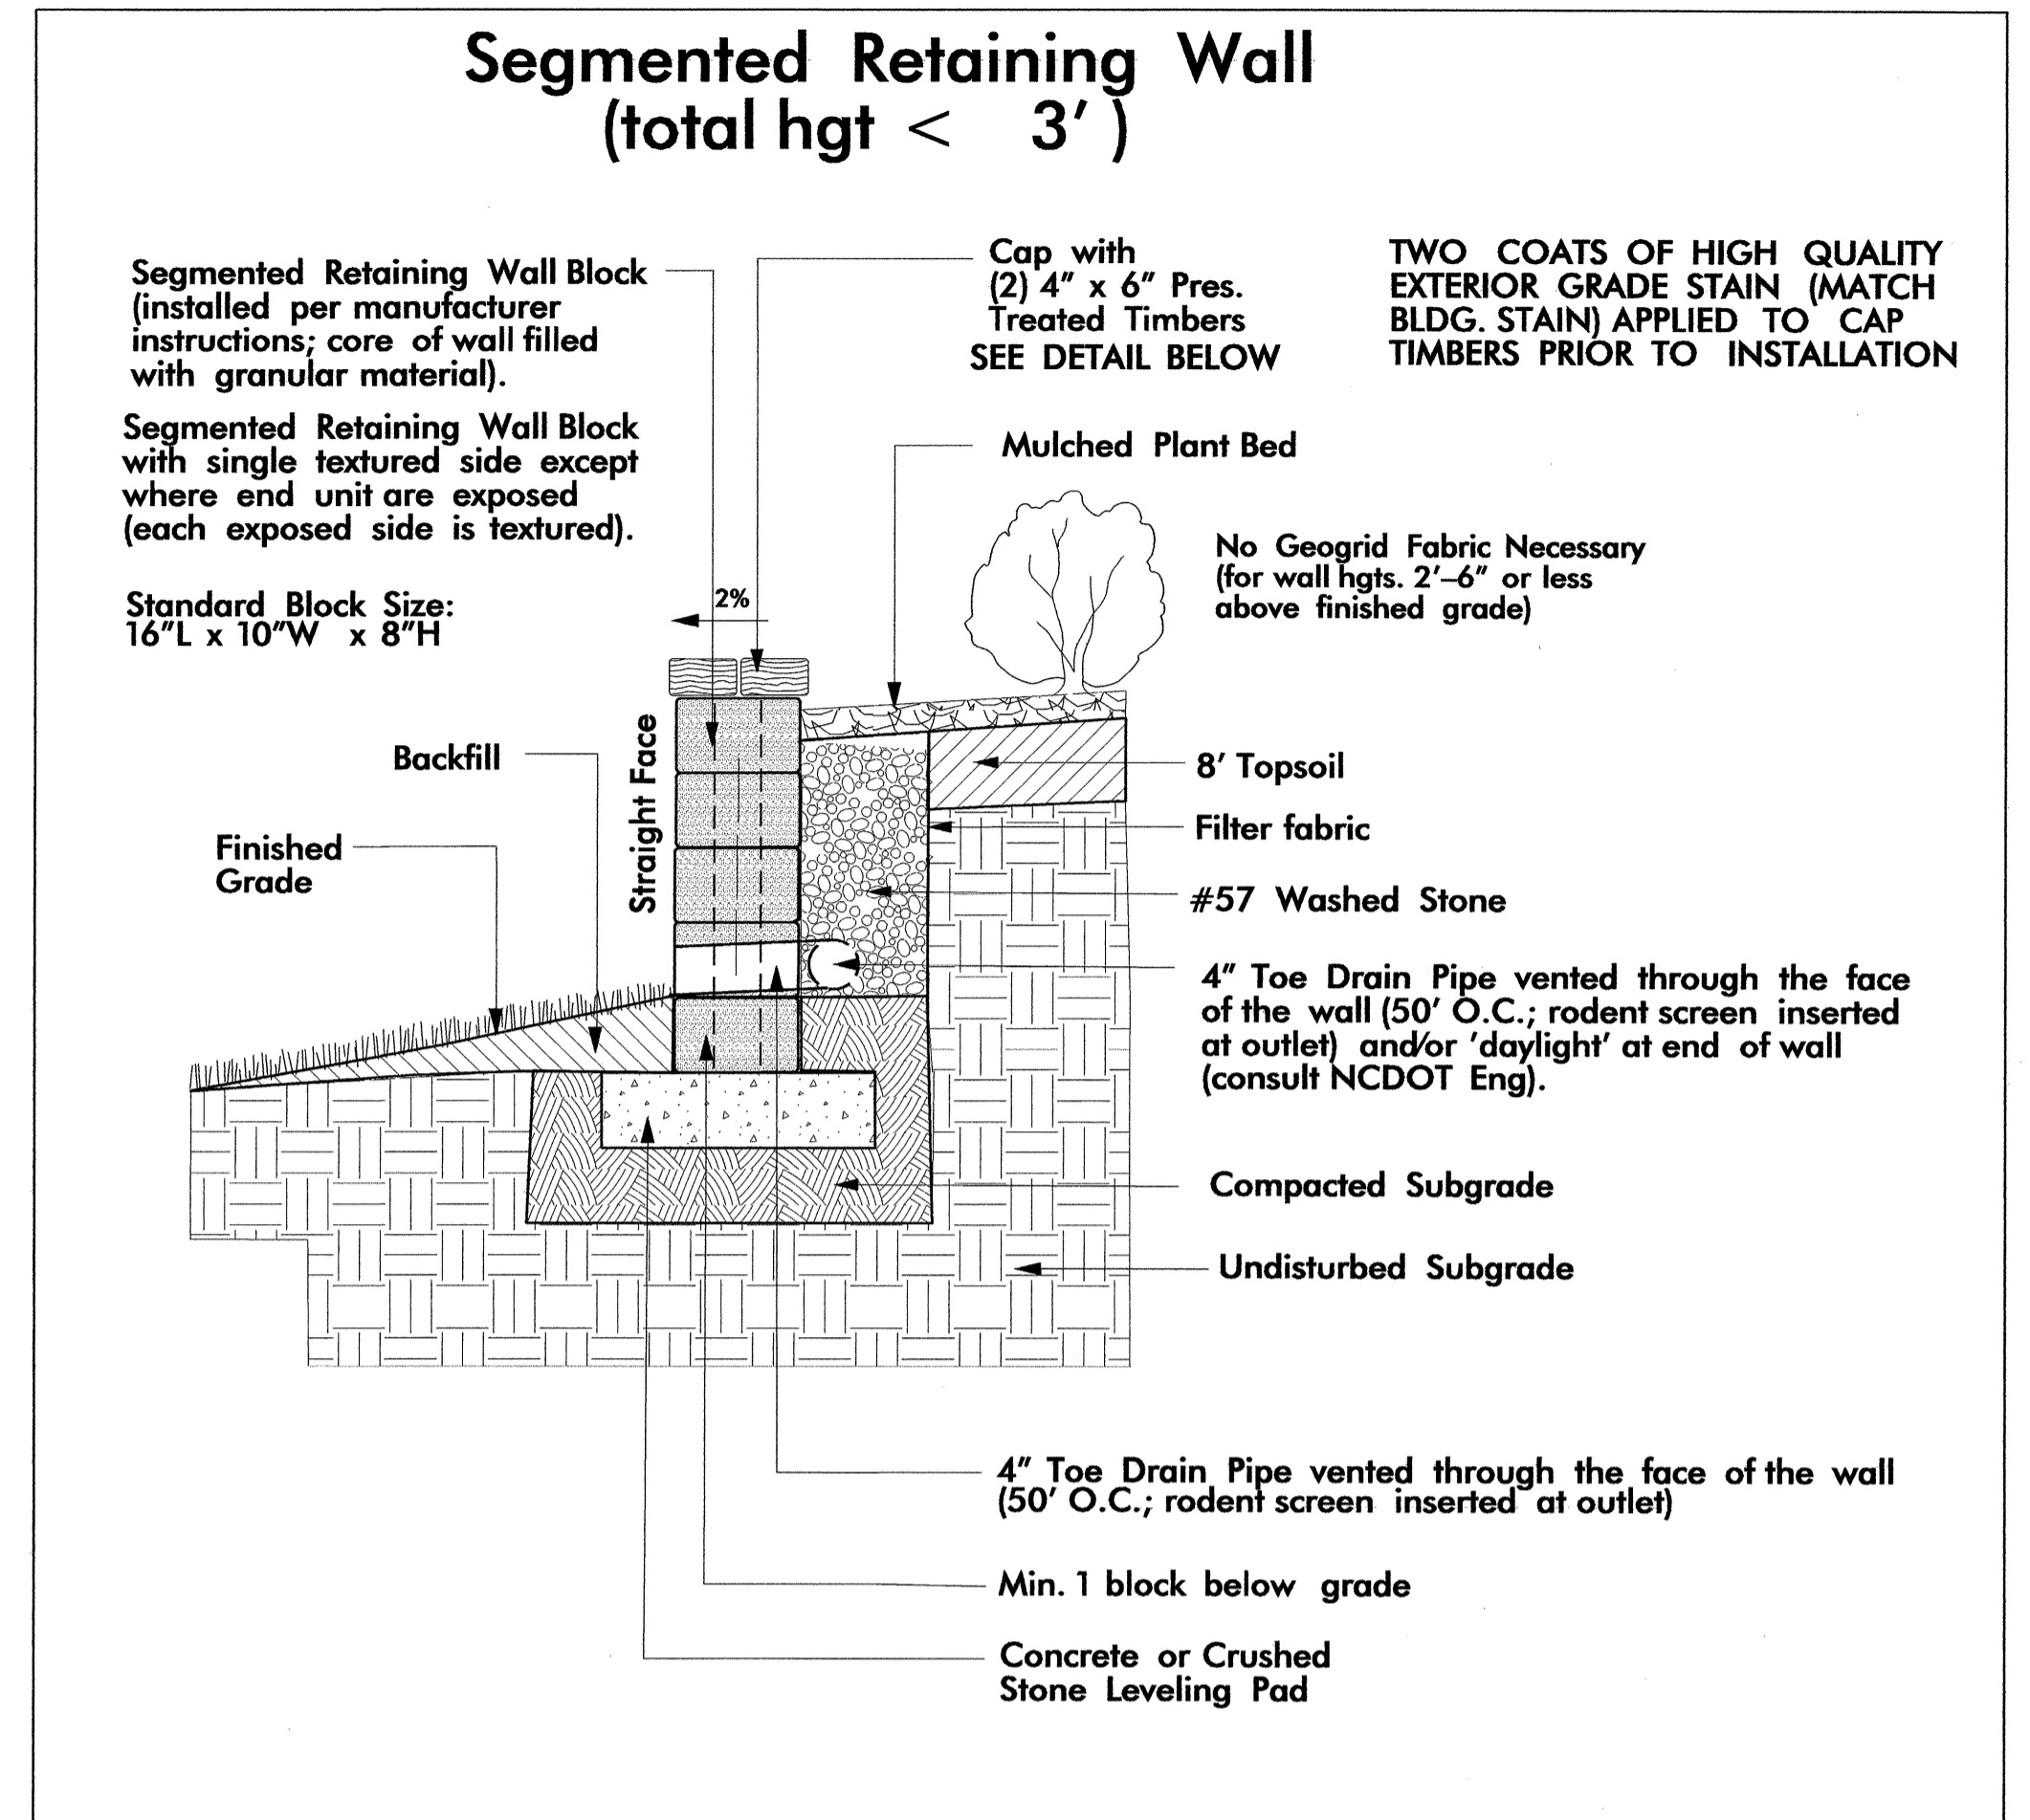 Segmented Retaining Wall
(total hgt < 3')
Segmented Retaining Wall Block
(installed per manufacturer
instructions; core of wall filled
with granular material).
Segmented Retaining Wall Block
with single textured side except
where end unit are exposed
(each exposed side is textured).
Standard Block Size:
16"L x 10"W x 8"H
Cap with
(2) 4" x 6" Pres.
Treated Timbers
SEE DETAIL BELOW
TWO COATS OF HIGH QUALITY
EXTERIOR GRADE STAIN (MATCH
BLDG. STAIN) APPLIED TO CAP
TIMBERS PRIOR TO INSTALLATION
Mulched Plant Bed
No Geogrid Fabric Necessary
(for wall hgts. 2'–6" or less
above finished grade)
2%
Straight Face
Backfill
Finished
Grade
8' Topsoil
Filter fabric
#57 Washed Stone
4" Toe Drain Pipe vented through the face
of the wall (50' O.C.; rodent screen inserted
at outlet) and/or 'daylight' at end of wall
(consult NCDOT Eng).
Compacted Subgrade
Undisturbed Subgrade
4" Toe Drain Pipe vented through the face of the wall
(50' O.C.; rodent screen inserted at outlet)
Min. 1 block below grade
Concrete or Crushed
Stone Leveling Pad